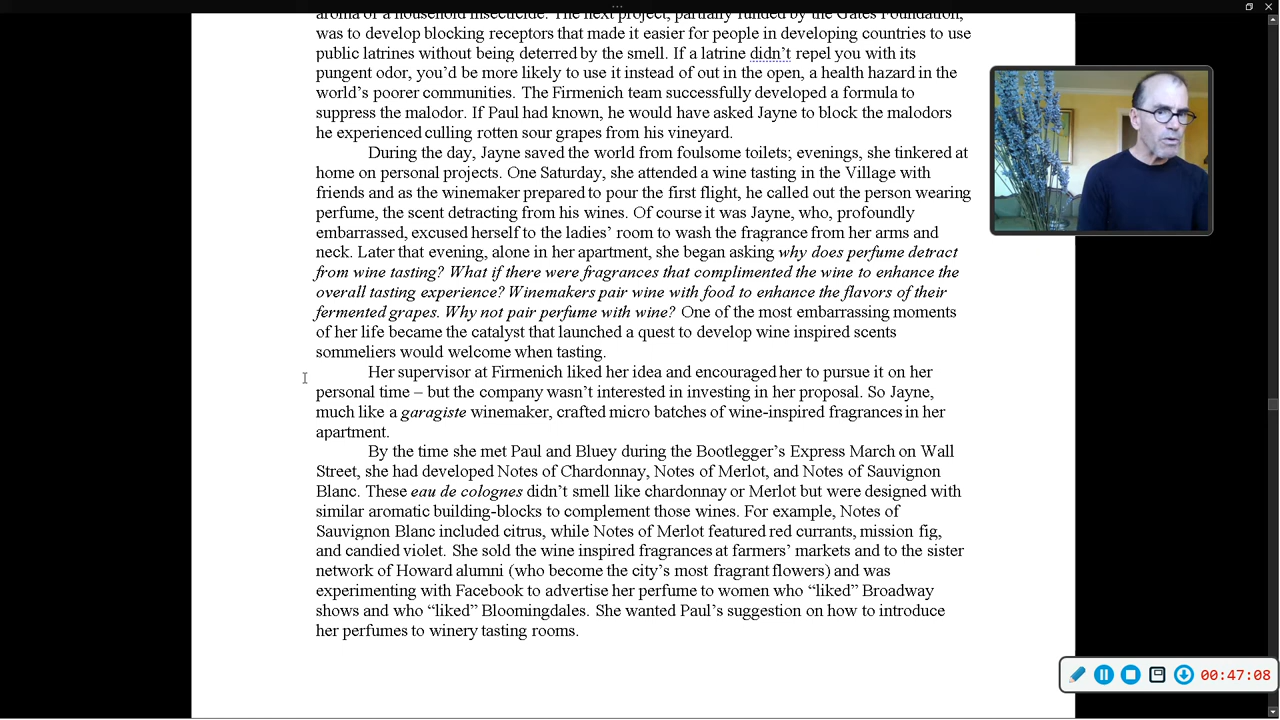 aroma of a household insecticide. The next project, partially funded by the Gates Foundation,
was to develop blocking receptors that made it easier for people in developing countries to use
public latrines without being deterred by the smell. If a latrine didn’t repel you with its
pungent odor, you’d be more likely to use it instead of out in the open, a health hazard in the
world’s poorer communities. The Firmenich team successfully developed a formula to
suppress the malodor. If Paul had known, he would have asked Jayne to block the malodors
he experienced culling rotten sour grapes from his vineyard.
During the day, Jayne saved the world from foulsome toilets; evenings, she tinkered at
home on personal projects. One Saturday, she attended a wine tasting in the Village with
friends and as the winemaker prepared to pour the first flight, he called out the person wearing
perfume, the scent detracting from his wines. Of course it was Jayne, who, profoundly
embarrassed, excused herself to the ladies’ room to wash the fragrance from her arms and
neck. Later that evening, alone in her apartment, she began asking why does perfume detract
from wine tasting? What if there were fragrances that complimented the wine to enhance the
overall tasting experience? Winemakers pair wine with food to enhance the flavors of their
fermented grapes. Why not pair perfume with wine? One of the most embarrassing moments
of her life became the catalyst that launched a quest to develop wine inspired scents
sommeliers would welcome when tasting.
Her supervisor at Firmenich liked her idea and encouraged her to pursue it on her
personal time – but the company wasn’t interested in investing in her proposal. So Jayne,
much like a garagiste winemaker, crafted micro batches of wine-inspired fragrances in her
apartment.
By the time she met Paul and Bluey during the Bootlegger’s Express March on Wall
Street, she had developed Notes of Chardonnay, Notes of Merlot, and Notes of Sauvignon
Blanc. These eau de colognes didn’t smell like chardonnay or Merlot but were designed with
similar aromatic building-blocks to complement those wines. For example, Notes of
Sauvignon Blanc included citrus, while Notes of Merlot featured red currants, mission fig,
and candied violet. She sold the wine inspired fragrances at farmers’ markets and to the sister
network of Howard alumni (who become the city’s most fragrant flowers) and was
experimenting with Facebook to advertise her perfume to women who “liked” Broadway
shows and who “liked” Bloomingdales. She wanted Paul’s suggestion on how to introduce
her perfumes to winery tasting rooms.
00:47:08